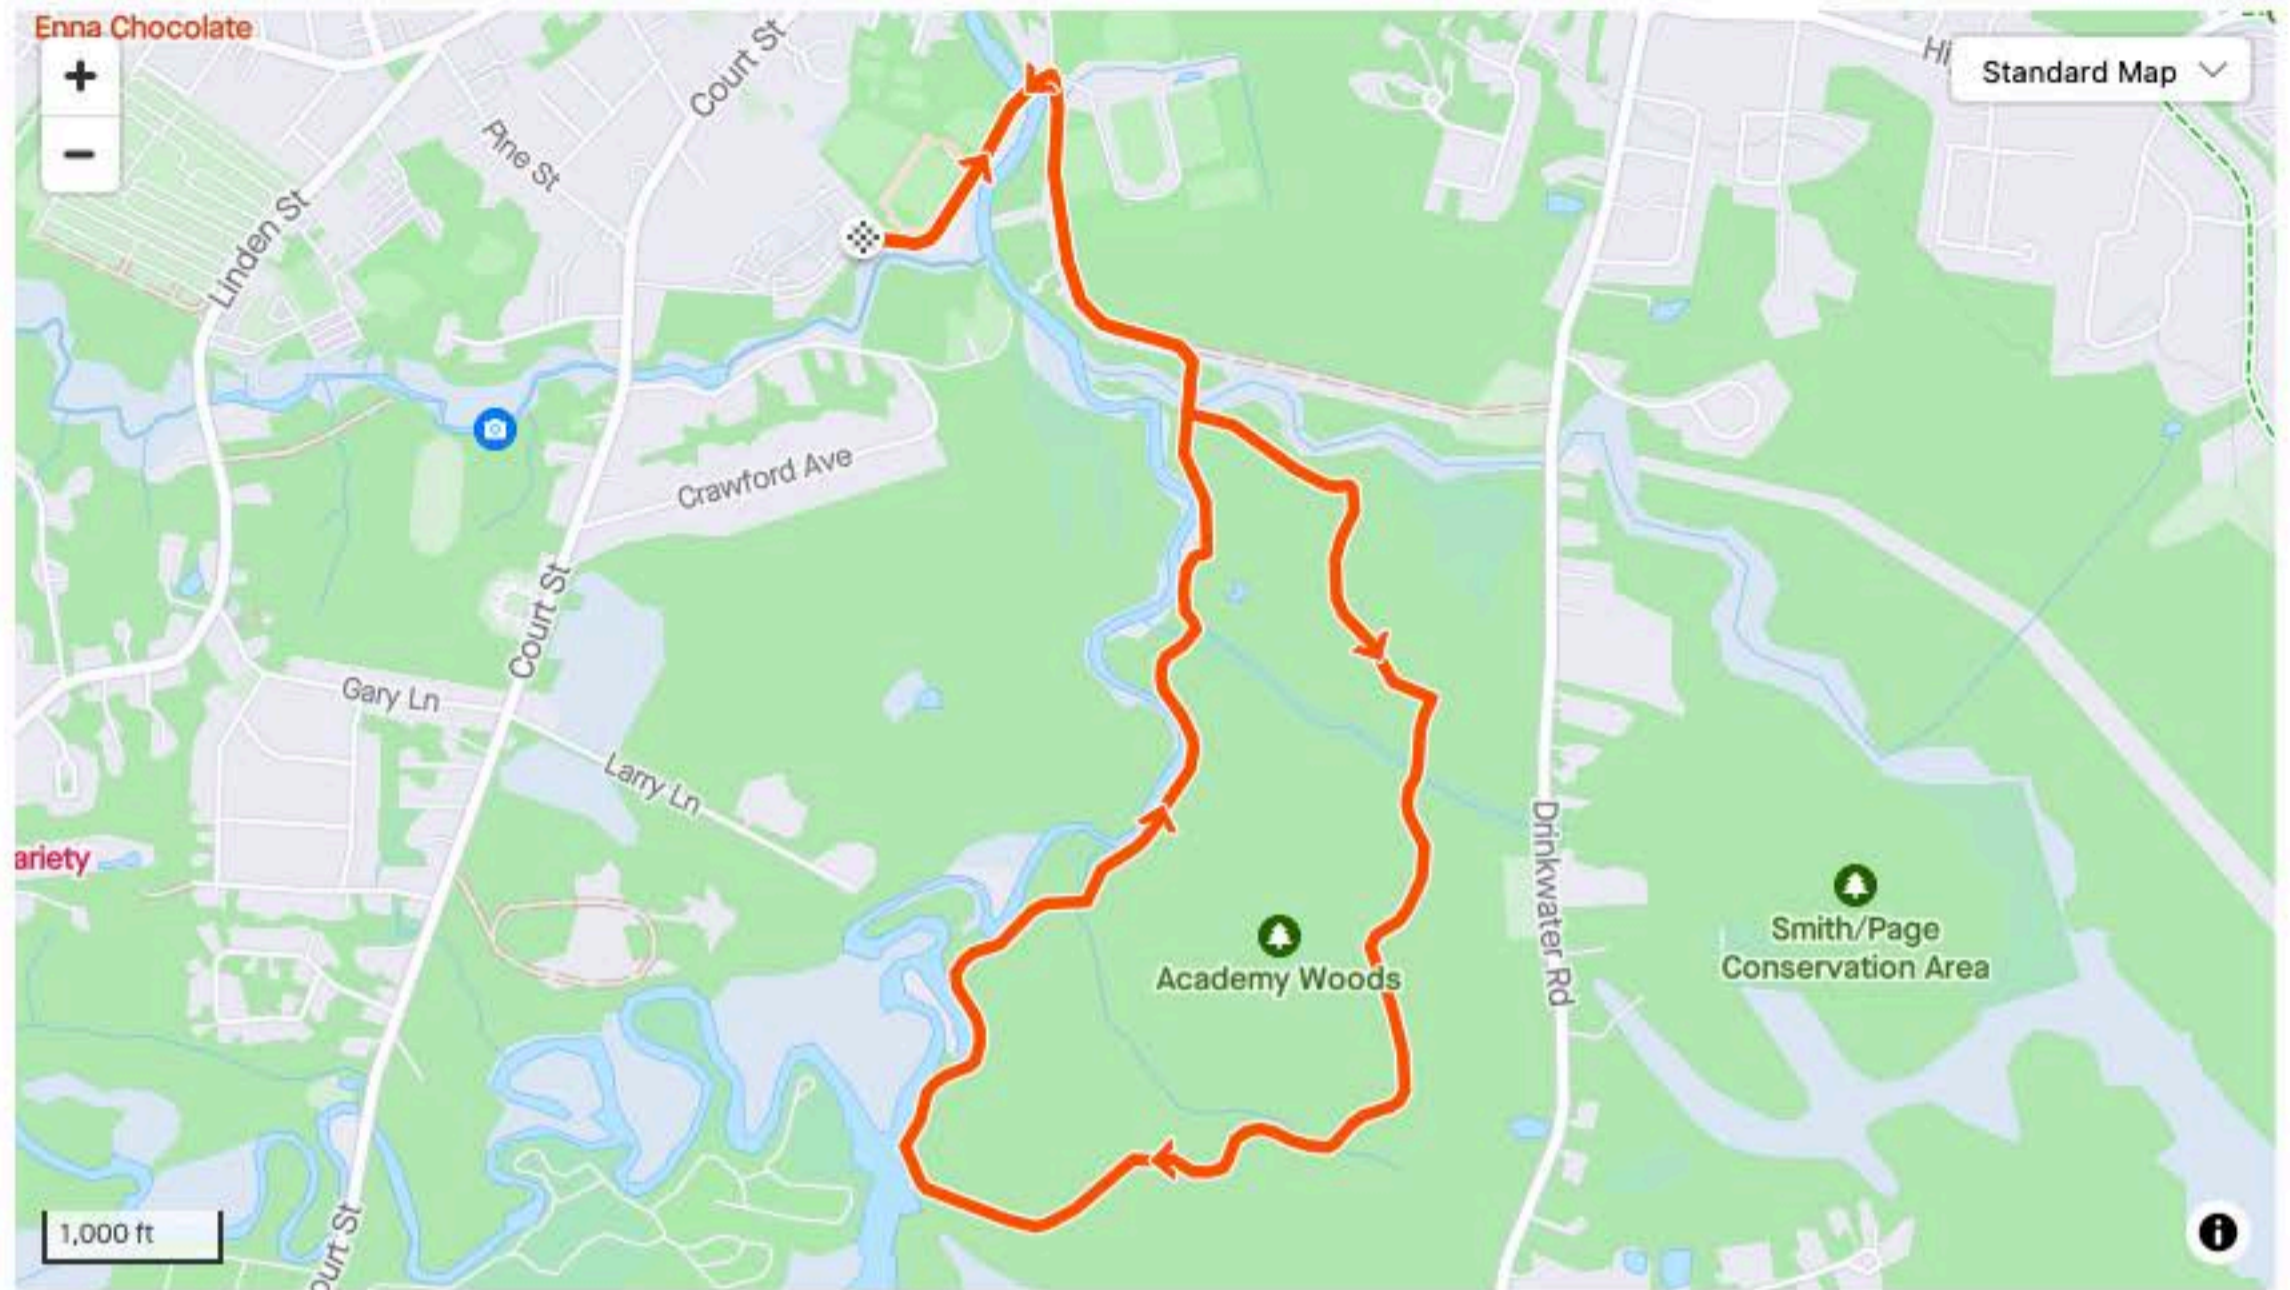 Enna Chocolate
+
−
Court St
Hi
Standard Map
Pine St
Linden St
Crawford Ave
Court St
Gary Ln
Larry Ln
ariety
Drinkwater Rd
Smith/Page
Conservation Area
Academy Woods
1,000 ft
ourt St
i